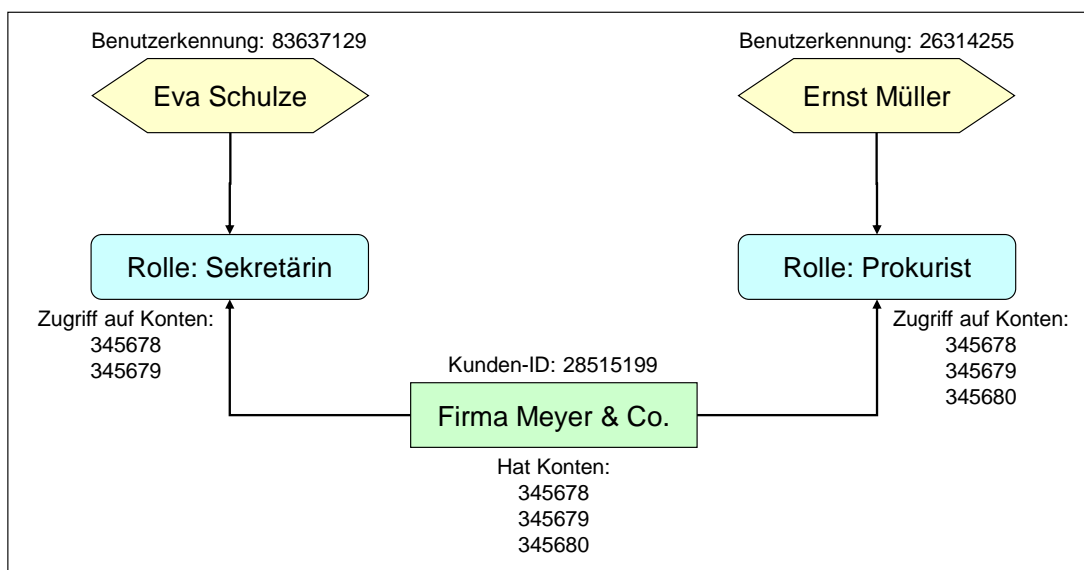 Benutzerkennung: 83637129
Eva Schulze
Benutzerkennung: 26314255
Ernst Müller
Rolle: Sekretärin
Zugriff auf Konten:
345678
345679
Rolle: Prokurist
Zugriff auf Konten:
345678
345679
345680
Kunden-ID: 28515199
Firma Meyer & Co.
Hat Konten:
345678
345679
345680